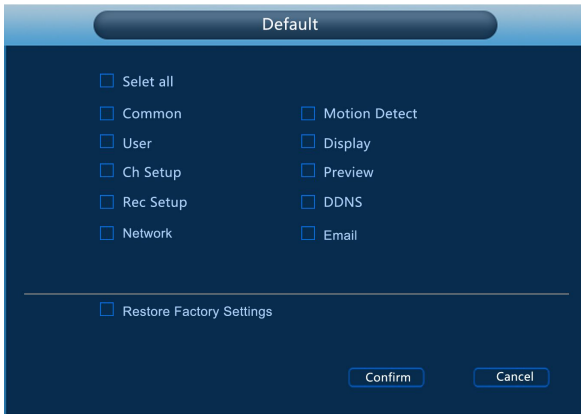 Default
Selet all
Common Motion Detect
User Display
Ch Setup Preview
Rec Setup DDNS
Network Email
Restore Factory Settings
Confirm Cancel